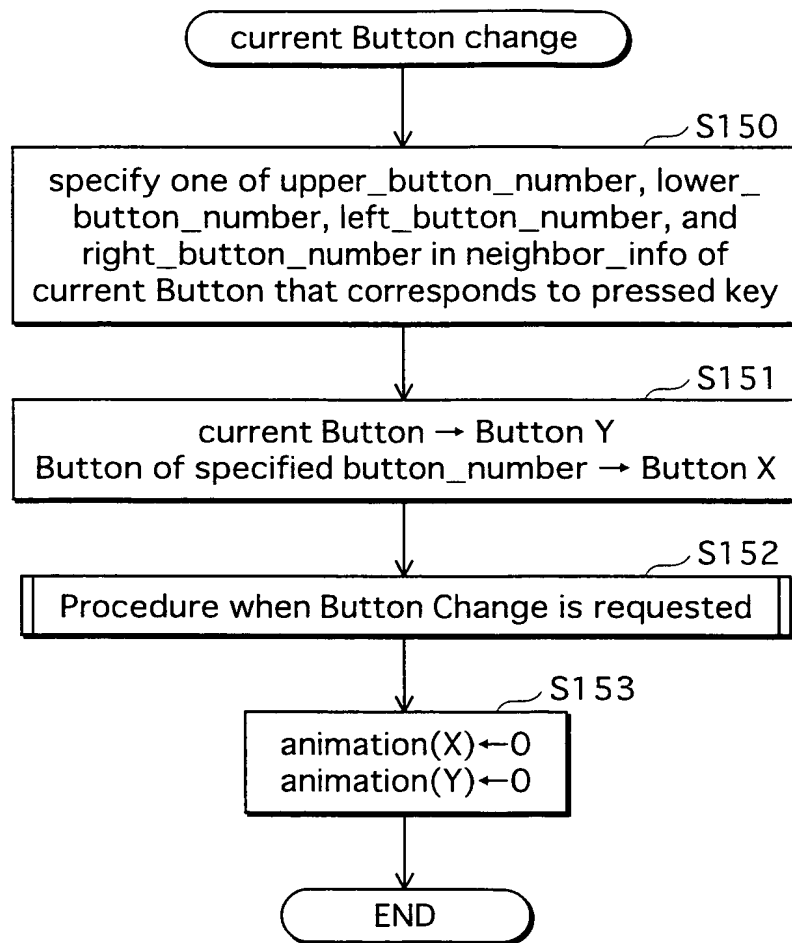 current Button change
S150
specify one of upper_button_number, lower_
button_number, left_button_number, and
right_button_number in neighbor_info of
current Button that corresponds to pressed key
S151
current Button → Button Y
Button of specified button_number → Button X
S152
Procedure when Button Change is requested
S153
animation(X)←0
animation(Y)←0
END